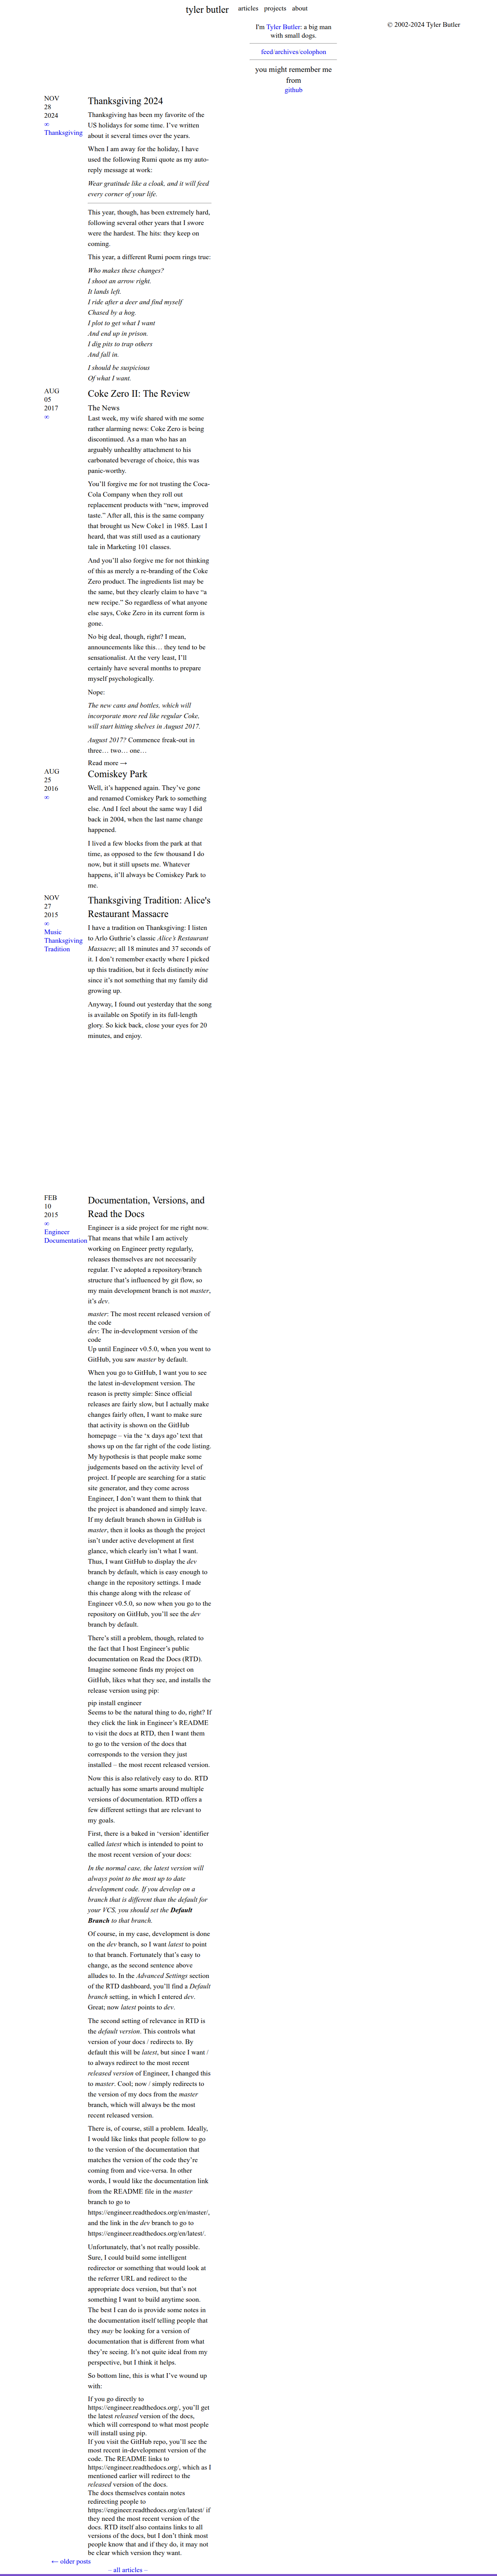 tyler butler articles projects about
I'm Tyler Butler: a big man
with small dogs.
feed/archives/colophon
you might remember me
from
github
© 2002-2024 Tyler Butler
NOV
28
2024
∞
Thanksgiving
Thanksgiving 2024
Thanksgiving has been my favorite of the
US holidays for some time. I’ve written
about it several times over the years.
When I am away for the holiday, I have
used the following Rumi quote as my auto-
reply message at work:
Wear gratitude like a cloak, and it will feed
every corner of your life.
This year, though, has been extremely hard,
following several other years that I swore
were the hardest. The hits: they keep on
coming.
This year, a different Rumi poem rings true:
Who makes these changes?
I shoot an arrow right.
It lands left.
I ride after a deer and find myself
Chased by a hog.
I plot to get what I want
And end up in prison.
I dig pits to trap others
And fall in.
I should be suspicious
Of what I want.
AUG
05
2017
∞
Coke Zero II: The Review
The News
Last week, my wife shared with me some
rather alarming news: Coke Zero is being
discontinued. As a man who has an
arguably unhealthy attachment to his
carbonated beverage of choice, this was
panic-worthy.
You’ll forgive me for not trusting the Coca-
Cola Company when they roll out
replacement products with “new, improved
taste.” After all, this is the same company
that brought us New Coke1 in 1985. Last I
heard, that was still used as a cautionary
tale in Marketing 101 classes.
And you’ll also forgive me for not thinking
of this as merely a re-branding of the Coke
Zero product. The ingredients list may be
the same, but they clearly claim to have “a
new recipe.” So regardless of what anyone
else says, Coke Zero in its current form is
gone.
No big deal, though, right? I mean,
announcements like this… they tend to be
sensationalist. At the very least, I’ll
certainly have several months to prepare
myself psychologically.
Nope:
The new cans and bottles, which will
incorporate more red like regular Coke,
will start hitting shelves in August 2017.
August 2017? Commence freak-out in
three… two… one…
Read more →
AUG
25
2016
∞
Comiskey Park
Well, it’s happened again. They’ve gone
and renamed Comiskey Park to something
else. And I feel about the same way I did
back in 2004, when the last name change
happened.
I lived a few blocks from the park at that
time, as opposed to the few thousand I do
now, but it still upsets me. Whatever
happens, it’ll always be Comiskey Park to
me.
NOV
27
2015
∞
Music
Thanksgiving
Tradition
Thanksgiving Tradition: Alice's
Restaurant Massacre
I have a tradition on Thanksgiving: I listen
to Arlo Guthrie’s classic Alice’s Restaurant
Massacre; all 18 minutes and 37 seconds of
it. I don’t remember exactly where I picked
up this tradition, but it feels distinctly mine
since it’s not something that my family did
growing up.
Anyway, I found out yesterday that the song
is available on Spotify in its full-length
glory. So kick back, close your eyes for 20
minutes, and enjoy.
FEB
10
2015
∞
Engineer
Documentation
Documentation, Versions, and
Read the Docs
Engineer is a side project for me right now.
That means that while I am actively
working on Engineer pretty regularly,
releases themselves are not necessarily
regular. I’ve adopted a repository/branch
structure that’s influenced by git flow, so
my main development branch is not master,
it’s dev.
master: The most recent released version of
the code
dev: The in-development version of the
code
Up until Engineer v0.5.0, when you went to
GitHub, you saw master by default.
When you go to GitHub, I want you to see
the latest in-development version. The
reason is pretty simple: Since official
releases are fairly slow, but I actually make
changes fairly often, I want to make sure
that activity is shown on the GitHub
homepage – via the ‘x days ago’ text that
shows up on the far right of the code listing.
My hypothesis is that people make some
judgements based on the activity level of
project. If people are searching for a static
site generator, and they come across
Engineer, I don’t want them to think that
the project is abandoned and simply leave.
If my default branch shown in GitHub is
master, then it looks as though the project
isn’t under active development at first
glance, which clearly isn’t what I want.
Thus, I want GitHub to display the dev
branch by default, which is easy enough to
change in the repository settings. I made
this change along with the release of
Engineer v0.5.0, so now when you go to the
repository on GitHub, you’ll see the dev
branch by default.
There’s still a problem, though, related to
the fact that I host Engineer’s public
documentation on Read the Docs (RTD).
Imagine someone finds my project on
GitHub, likes what they see, and installs the
release version using pip:
pip install engineer
Seems to be the natural thing to do, right? If
they click the link in Engineer’s README
to visit the docs at RTD, then I want them
to go to the version of the docs that
corresponds to the version they just
installed – the most recent released version.
Now this is also relatively easy to do. RTD
actually has some smarts around multiple
versions of documentation. RTD offers a
few different settings that are relevant to
my goals.
First, there is a baked in ‘version’ identifier
called latest which is intended to point to
the most recent version of your docs:
In the normal case, the latest version will
always point to the most up to date
development code. If you develop on a
branch that is different than the default for
your VCS, you should set the Default
Branch to that branch.
Of course, in my case, development is done
on the dev branch, so I want latest to point
to that branch. Fortunately that’s easy to
change, as the second sentence above
alludes to. In the Advanced Settings section
of the RTD dashboard, you’ll find a Default
branch setting, in which I entered dev.
Great; now latest points to dev.
The second setting of relevance in RTD is
the default version. This controls what
version of your docs / redirects to. By
default this will be latest, but since I want /
to always redirect to the most recent
released version of Engineer, I changed this
to master. Cool; now / simply redirects to
the version of my docs from the master
branch, which will always be the most
recent released version.
There is, of course, still a problem. Ideally,
I would like links that people follow to go
to the version of the documentation that
matches the version of the code they’re
coming from and vice-versa. In other
words, I would like the documentation link
from the README file in the master
branch to go to
https://engineer.readthedocs.org/en/master/,
and the link in the dev branch to go to
https://engineer.readthedocs.org/en/latest/.
Unfortunately, that’s not really possible.
Sure, I could build some intelligent
redirector or something that would look at
the referrer URL and redirect to the
appropriate docs version, but that’s not
something I want to build anytime soon.
The best I can do is provide some notes in
the documentation itself telling people that
they may be looking for a version of
documentation that is different from what
they’re seeing. It’s not quite ideal from my
perspective, but I think it helps.
So bottom line, this is what I’ve wound up
with:
If you go directly to
https://engineer.readthedocs.org/, you’ll get
the latest released version of the docs,
which will correspond to what most people
will install using pip.
If you visit the GitHub repo, you’ll see the
most recent in-development version of the
code. The README links to
https://engineer.readthedocs.org/, which as I
mentioned earlier will redirect to the
released version of the docs.
The docs themselves contain notes
redirecting people to
https://engineer.readthedocs.org/en/latest/ if
they need the most recent version of the
docs. RTD itself also contains links to all
versions of the docs, but I don’t think most
people know that and if they do, it may not
be clear which version they want.
← older posts
– all articles –